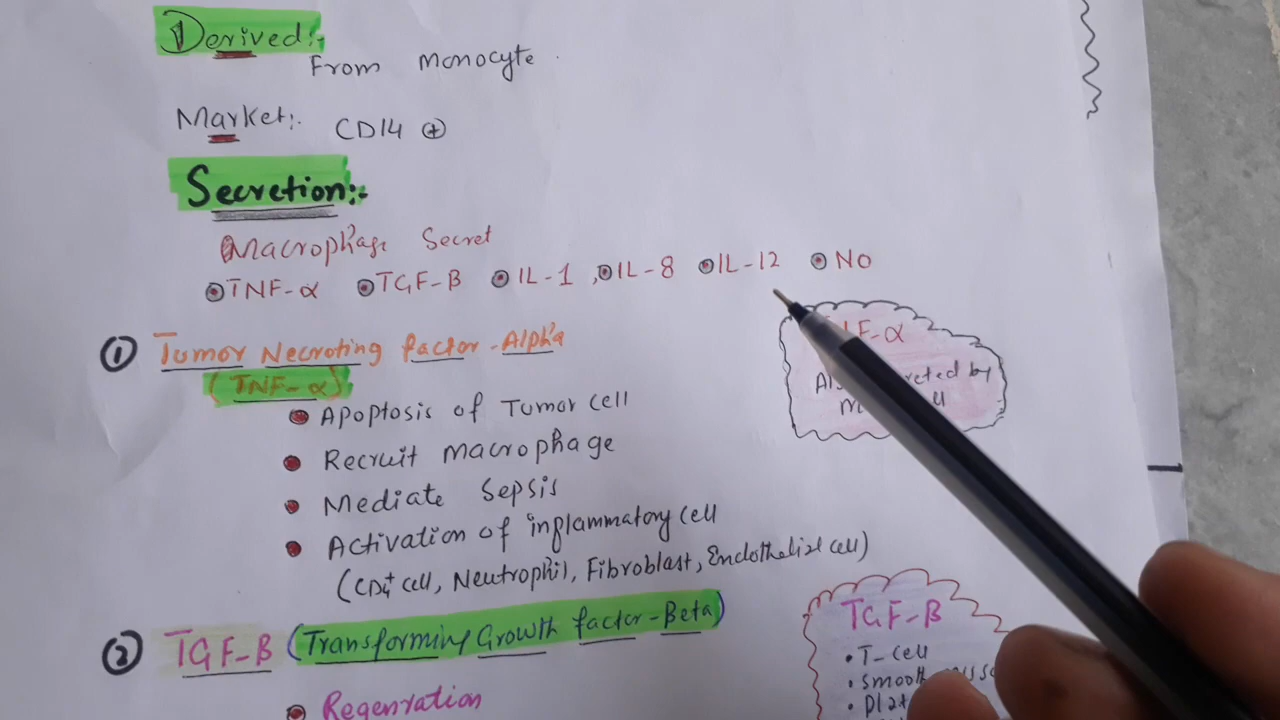 Derived:-
From Monocyte.
Market:- CD14 ⊕
Secretion:-
Macrophage Secret
TNF-α TGF-B IL-1, IL-8 IL-12 No
① Tumor Necroting factor-Alpha
(TNF-α)
Apoptosis of Tumor cell
Recruit Macrophage
Mediate Sepsis
Activation of inflammatory cell
(CD4+ cell, Neutrophil, Fibroblast, Endothelial cell)
-α
by
② TGF-B (Transforming Growth factor-Beta)
Regenration
TGF-B
• T-cell
• Smooth